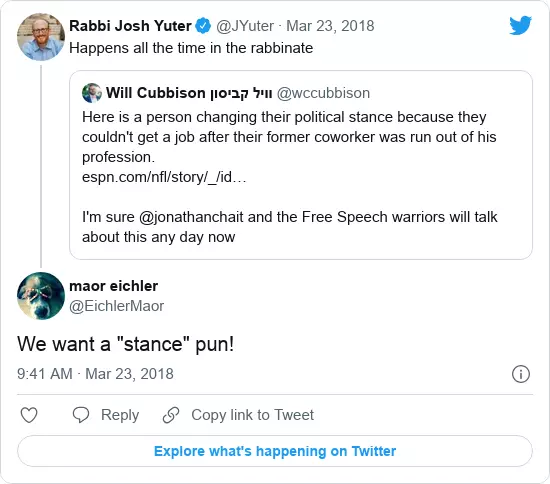 Rabbi Josh Yuter @JYuter · Mar 23, 2018
Happens all the time in the rabbinate
Will Cubbison וויל קביסון @wccubbison
Here is a person changing their political stance because they
couldn't get a job after their former coworker was run out of his
profession.
espn.com/nfl/story/_/id…
I'm sure @jonathanchait and the Free Speech warriors will talk
about this any day now
maor eichler
@EichlerMaor
We want a "stance" pun!
9:41 AM · Mar 23, 2018
Reply
Copy link to Tweet
Explore what's happening on Twitter